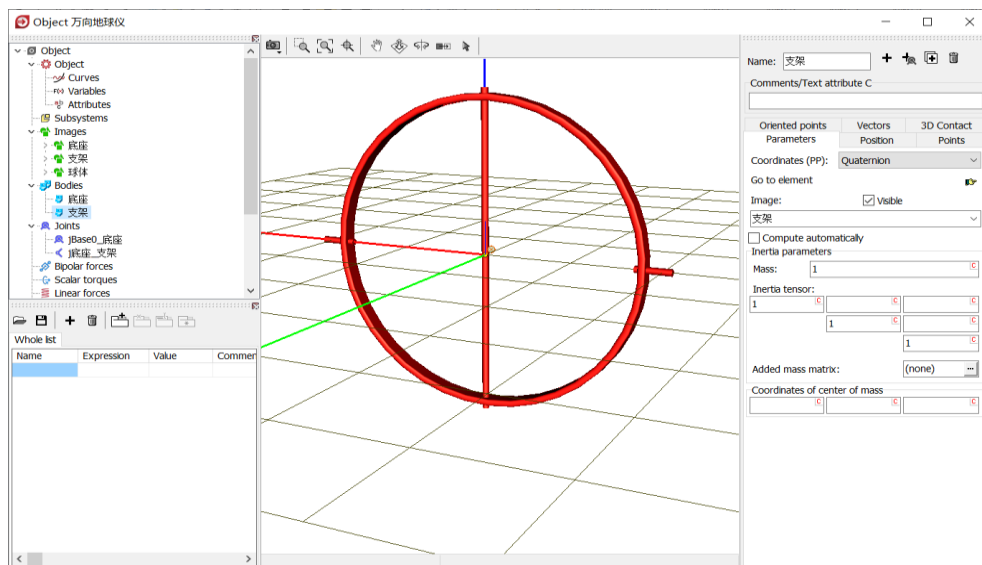 Object 万向地球仪
Object
Object
Curves
Variables
Attributes
Subsystems
Images
底座
支架
球体
Bodies
底座
支架
Joints
jBase0_底座
j底座_支架
Bipolar forces
Scalar torques
Linear forces
Whole list
Name Expression Value Commen
Name: 支架
Comments/Text attribute C
Oriented points Vectors 3D Contact
Parameters Position Points
Coordinates (PP): Quaternion
Go to element
Image: Visible
支架
Compute automatically
Inertia parameters
Mass: 1 C
Inertia tensor:
1 C C C
1 C C
1 C
Added mass matrix: (none) ...
Coordinates of center of mass
C C C